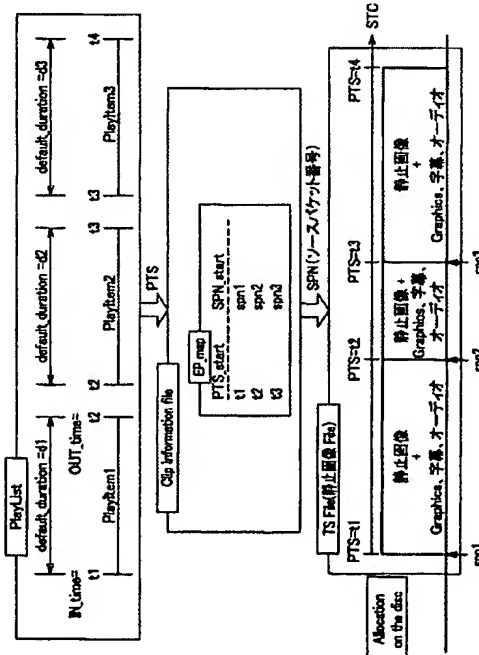 PlayList
default_duration =d1
default_duration =d2
default_duration =d3
IN_time=
OUT_time=
t1
t2
t2
t3
t3
t4
PlayItem1
PlayItem2
PlayItem3
PTS
Clip information file
EP_map
PTS_start
SPN_start
t1
spn1
t2
spn2
t3
spn3
SPN(ソースパケット番号)
TS File(静止画像 File)
PTS=t1
PTS=t2
PTS=t3
PTS=t4
STC
静止画像
+
Graphics、字幕、オーディオ
静止画像 +
Graphics、字幕、
オーディオ
静止画像
+
Graphics、字幕、オーディオ
Allocation
on the disc
spn1
spn2
spn3